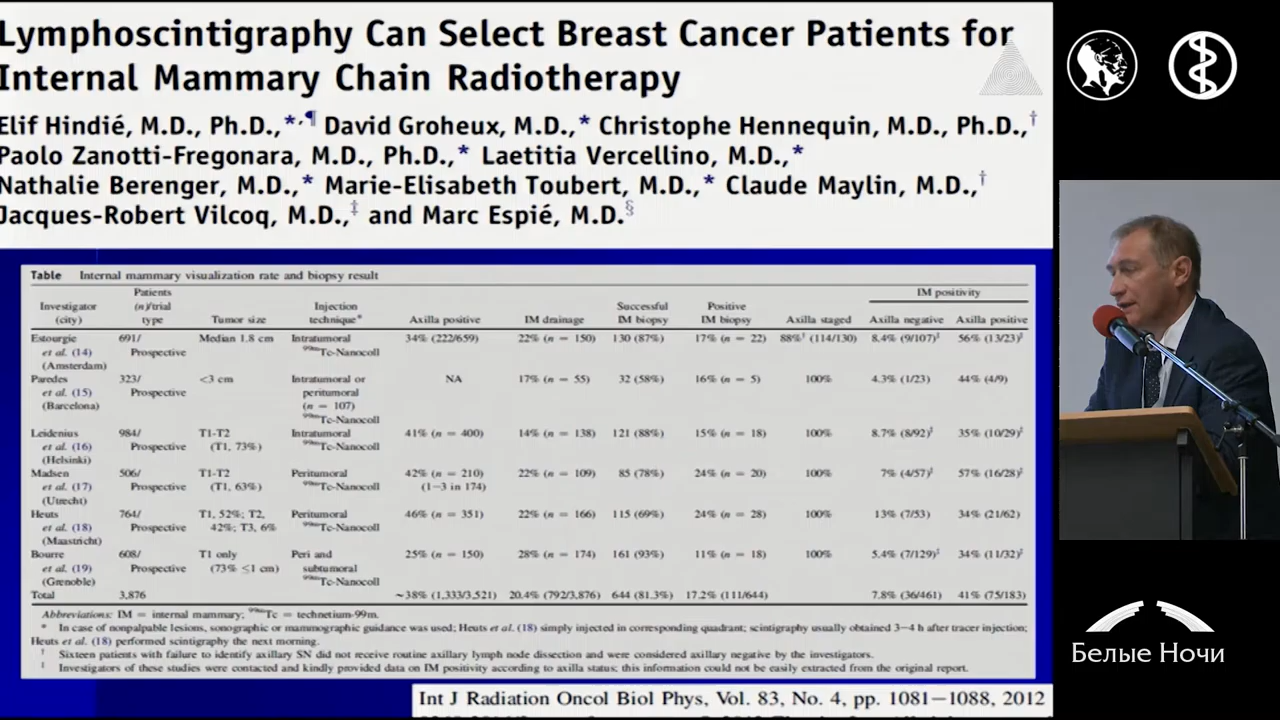 Lymphoscintigraphy Can Select Breast Cancer Patients for
Internal Mammary Chain Radiotherapy
Elif Hindié, M.D., Ph.D.,*,¶ David Groheux, M.D.,* Christophe Hennequin, M.D., Ph.D.,†
Paolo Zanotti-Fregonara, M.D., Ph.D.,* Laetitia Vercellino, M.D.,*
Nathalie Berenger, M.D.,* Marie-Elisabeth Toubert, M.D.,* Claude Maylin, M.D.,†
Jacques-Robert Vilcoq, M.D.,‡ and Marc Espié, M.D.§
Table Internal mammary visualization rate and biopsy result
Patients IM positivity
Investigator (n)/trial Injection Successful Positive
(city) type Tumor size technique* Axilla positive IM drainage IM biopsy IM biopsy Axilla staged Axilla negative Axilla positive
Estourgie 691/ Median 1.8 cm Intratumoral 34% (222/659) 22% (n = 150) 130 (87%) 17% (n = 22) 88%† (114/130) 8.4% (9/107)‡ 56% (13/23)‡
et al. (14) Prospective 99mTc-Nanocoll
(Amsterdam)
Paredes 323/ <3 cm Intratumoral or NA 17% (n = 55) 32 (58%) 16% (n = 5) 100% 4.3% (1/23) 44% (4/9)
et al. (15) Prospective peritumoral
(Barcelona) (n = 107)
99mTc-Nanocoll
Leidenius 984/ T1-T2 Intratumoral 41% (n = 400) 14% (n = 138) 121 (88%) 15% (n = 18) 100% 8.7% (8/92)‡ 35% (10/29)‡
et al. (16) Prospective (T1, 73%) 99mTc-Nanocoll
(Helsinki)
Madsen 506/ T1-T2 Peritumoral 42% (n = 210) 22% (n = 109) 85 (78%) 24% (n = 20) 100% 7% (4/57)‡ 57% (16/28)‡
et al. (17) Prospective (T1, 63%) 99mTc-Nanocoll (1–3 in 174)
(Utrecht)
Heuts 764/ T1, 52%; T2, Peritumoral 46% (n = 351) 22% (n = 166) 115 (69%) 24% (n = 28) 100% 13% (7/53) 34% (21/62)
et al. (18) Prospective 42%; T3, 6% 99mTc-Nanocoll
(Maastricht)
Bourre 608/ T1 only Peri and 25% (n = 150) 28% (n = 174) 161 (93%) 11% (n = 18) 100% 5.4% (7/129)‡ 34% (11/32)‡
et al. (19) Prospective (73% ≤1 cm) subtumoral
(Grenoble) 99mTc-Nanocoll
Total 3,876 ~38% (1,333/3,521) 20.4% (792/3,876) 644 (81.3%) 17.2% (111/644) 7.8% (36/461) 41% (75/183)
Abbreviations: IM = internal mammary; 99mTc = technetium-99m.
* In case of nonpalpable lesions, sonographic or mammographic guidance was used; Heuts et al. (18) simply injected in corresponding quadrant; scintigraphy usually obtained 3–4 h after tracer injection;
Heuts et al. (18) performed scintigraphy the next morning.
† Sixteen patients with failure to identify axillary SN did not receive routine axillary lymph node dissection and were considered axillary negative by the investigators.
‡ Investigators of these studies were contacted and kindly provided data on IM positivity according to axilla status; this information could not be easily extracted from the original report.
Int J Radiation Oncol Biol Phys, Vol. 83, No. 4, pp. 1081–1088, 2012
Белые Ночи